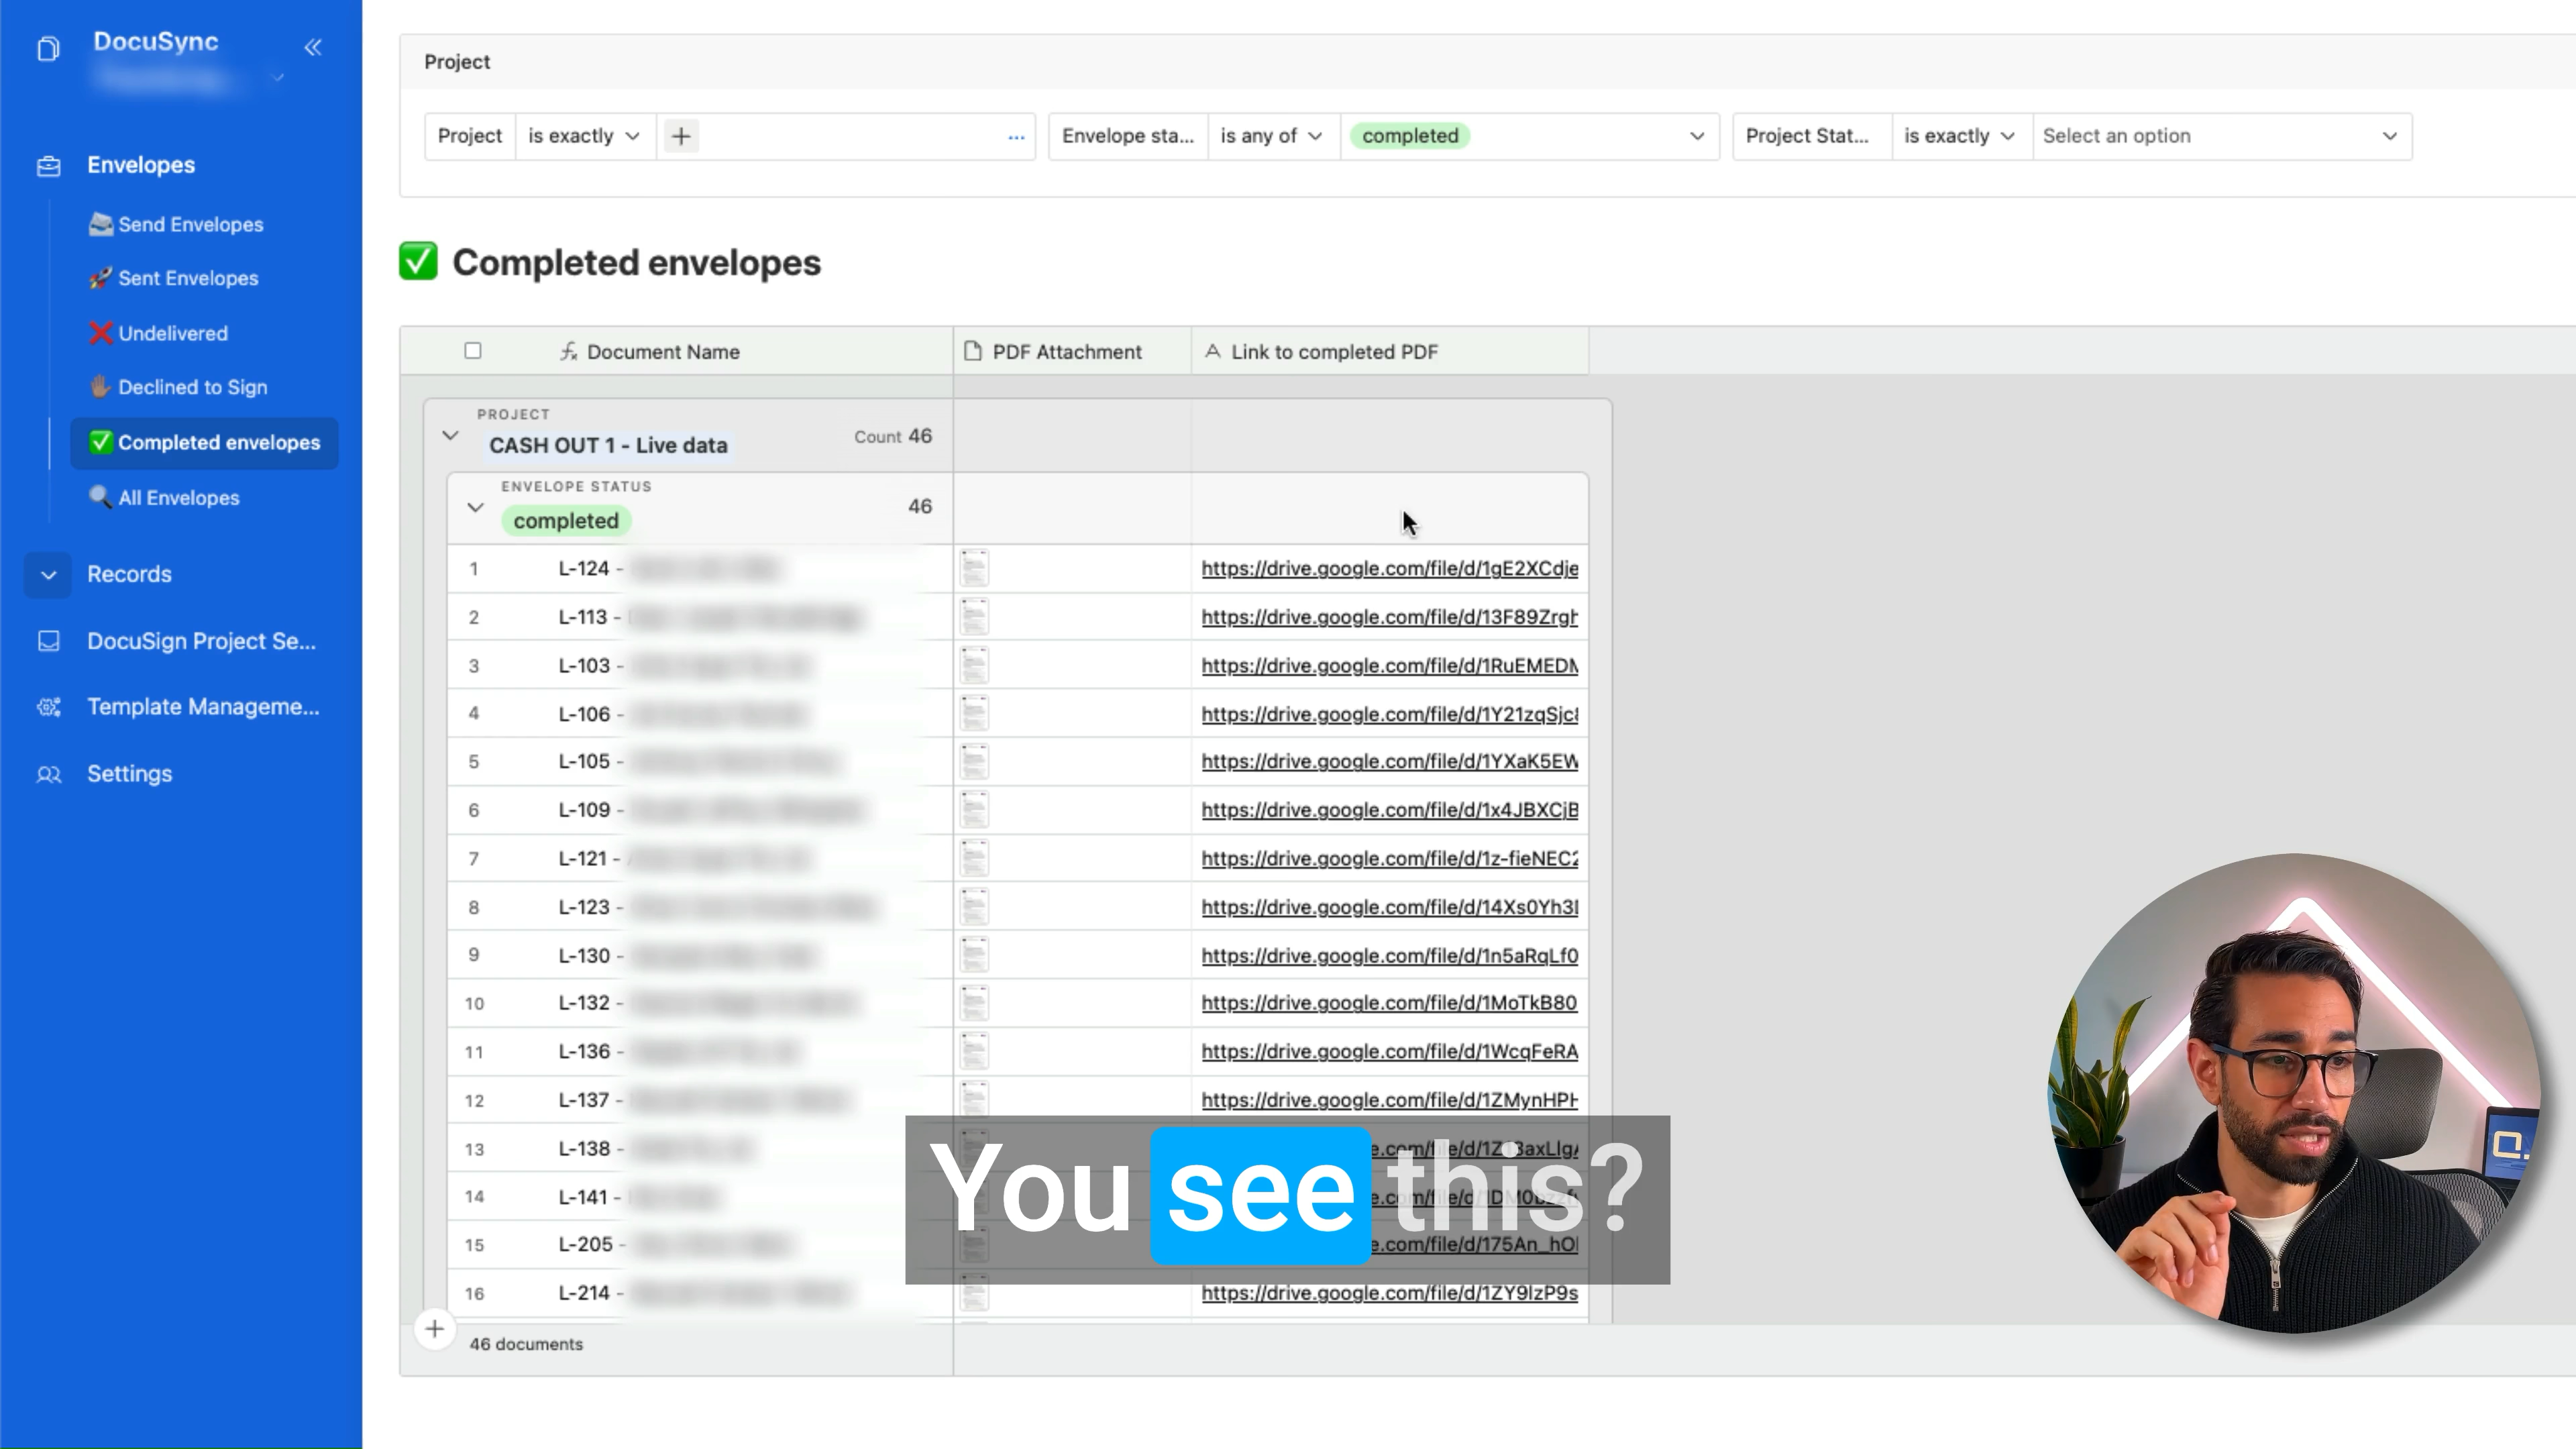 DocuSync
Envelopes
Send Envelopes
Sent Envelopes
Undelivered
Declined to Sign
Completed envelopes
All Envelopes
Records
DocuSign Project Se...
Template Manageme...
Settings
Project
Project is exactly ... Envelope sta... is any of completed Project Stat... is exactly Select an option
Completed envelopes
Document Name PDF Attachment Link to completed PDF
PROJECT
CASH OUT 1 - Live data Count 46
ENVELOPE STATUS
completed 46
1 L-124 - https://drive.google.com/file/d/1gE2XCdje
2 L-113 - https://drive.google.com/file/d/13F89Zrgh
3 L-103 - https://drive.google.com/file/d/1RuEMEDM
4 L-106 - https://drive.google.com/file/d/1Y21zqSjc
5 L-105 - https://drive.google.com/file/d/1YXaK5EW
6 L-109 - https://drive.google.com/file/d/1x4JBXCjB
7 L-121 - https://drive.google.com/file/d/1z-fieNEC2
8 L-123 - https://drive.google.com/file/d/14Xs0Yh3
9 L-130 - https://drive.google.com/file/d/1n5aRqLf0
10 L-132 - https://drive.google.com/file/d/1MoTkB80
11 L-136 - https://drive.google.com/file/d/1WcqFeRA
12 L-137 - https://drive.google.com/file/d/1ZMynHPH
13 L-138 -
14 L-141 -
15 L-205 - e.com/file/d/175An_hO
16 L-214 - https://drive.google.com/file/d/1ZY9lzP9s
46 documents
You see this?